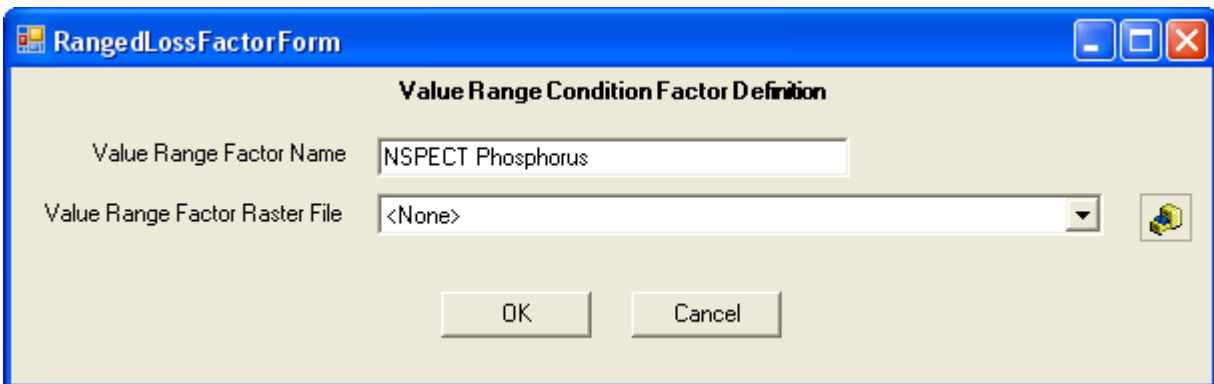 RangedLossFactorForm
Value Range Condition Factor Definition
Value Range Factor Name NSPECT Phosphorus
Value Range Factor Raster File <None>
OK Cancel